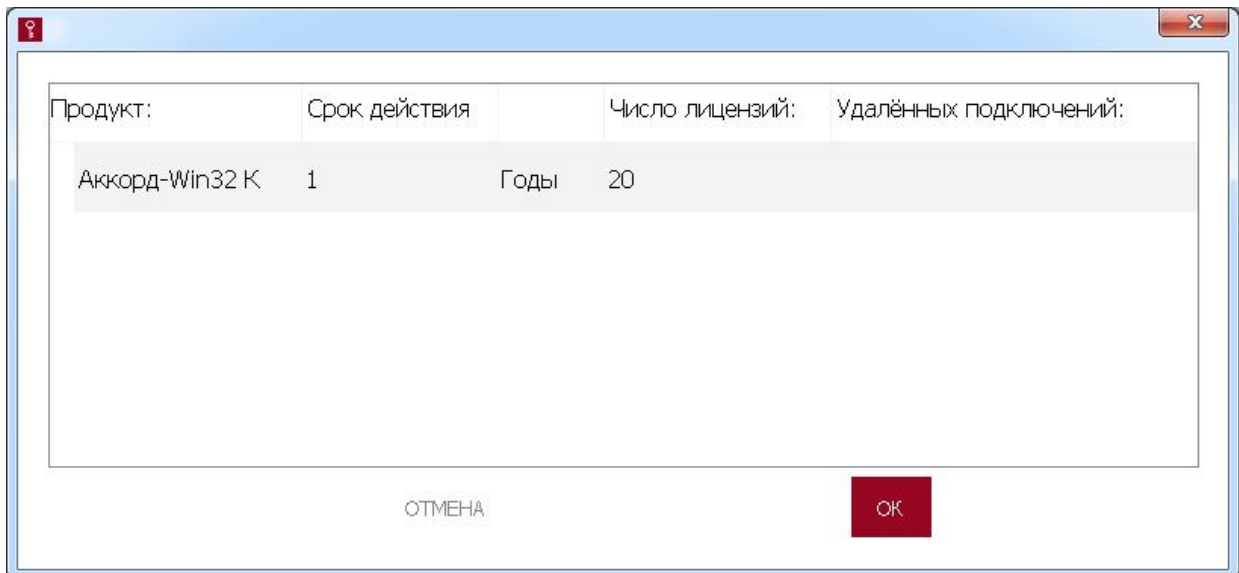 Продукт: Срок действия Число лицензий: Удалённых подключений:
Аккорд-Win32 К 1 Годы 20
ОТМЕНА ОК